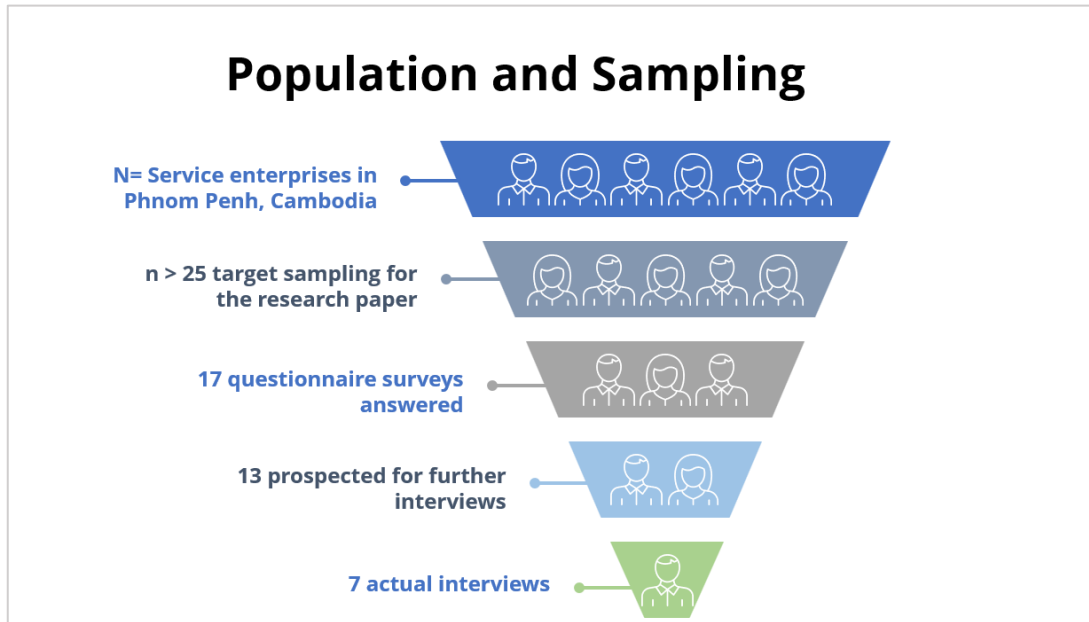 Population and Sampling
N= Service enterprises in
Phnom Penh, Cambodia
n > 25 target sampling for
the research paper
17 questionnaire surveys
answered
13 prospected for further
interviews
7 actual interviews